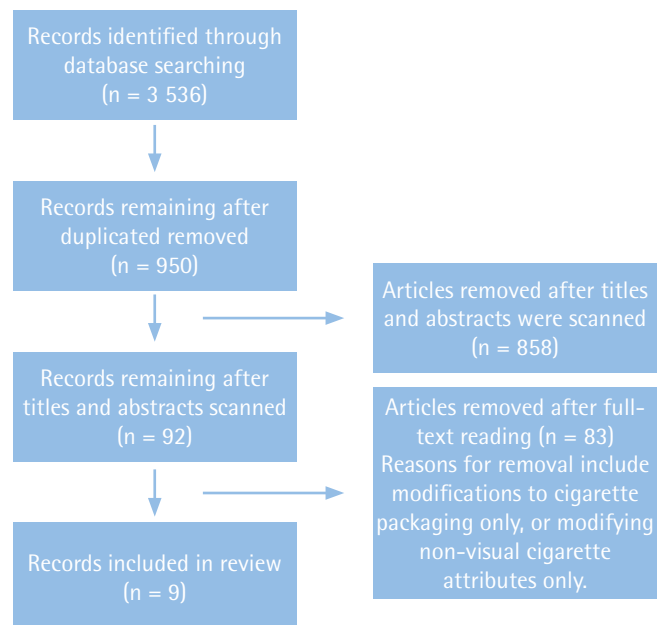 Records identified through
database searching
(n = 3 536)
Records remaining after
duplicated removed
(n = 950)
Articles removed after titles
and abstracts were scanned
(n = 858)
Records remaining after
titles and abstracts scanned
(n = 92)
Articles removed after full-
text reading (n = 83)
Reasons for removal include
modifications to cigarette
packaging only, or modifying
non-visual cigarette
attributes only.
Records included in review
(n = 9)